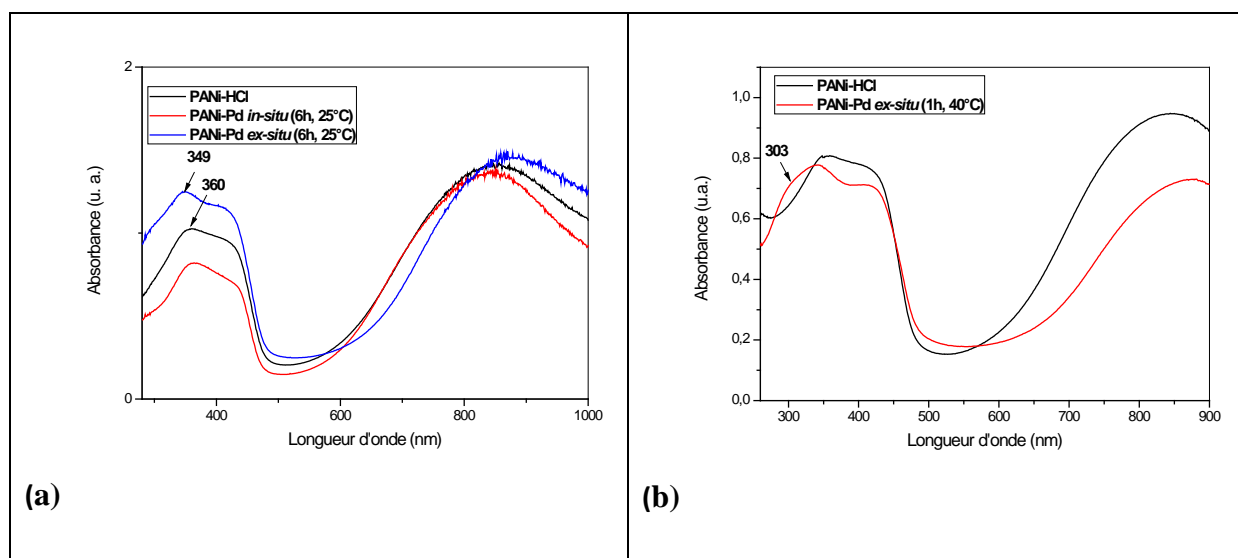 2
PANi-HCl
PANi-Pd in-situ (6h, 25°C)
PANi-Pd ex-situ (6h, 25°C)
349
360
Absorbance (u. a.)
0
400
600
800
1000
Longueur d'onde (nm)
(a)
1,0
PANi-HCl
PANi-Pd ex-situ (1h, 40°C)
303
0,8
0,6
Absorbance (u.a.)
0,4
0,2
0,0
300
400
500
600
700
800
900
Longueur d'onde (nm)
(b)